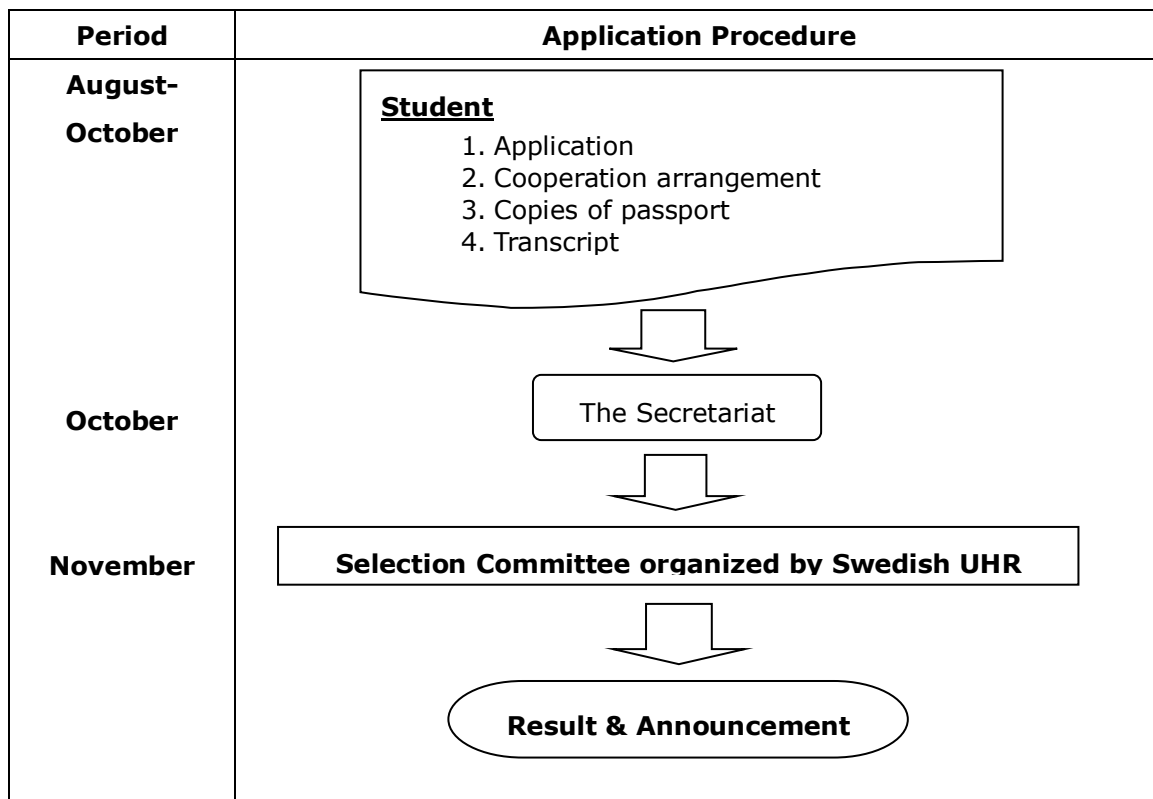 Period
Application Procedure
August-
October
Student
1. Application
2. Cooperation arrangement
3. Copies of passport
4. Transcript
October
The Secretariat
November
Selection Committee organized by Swedish UHR
Result & Announcement